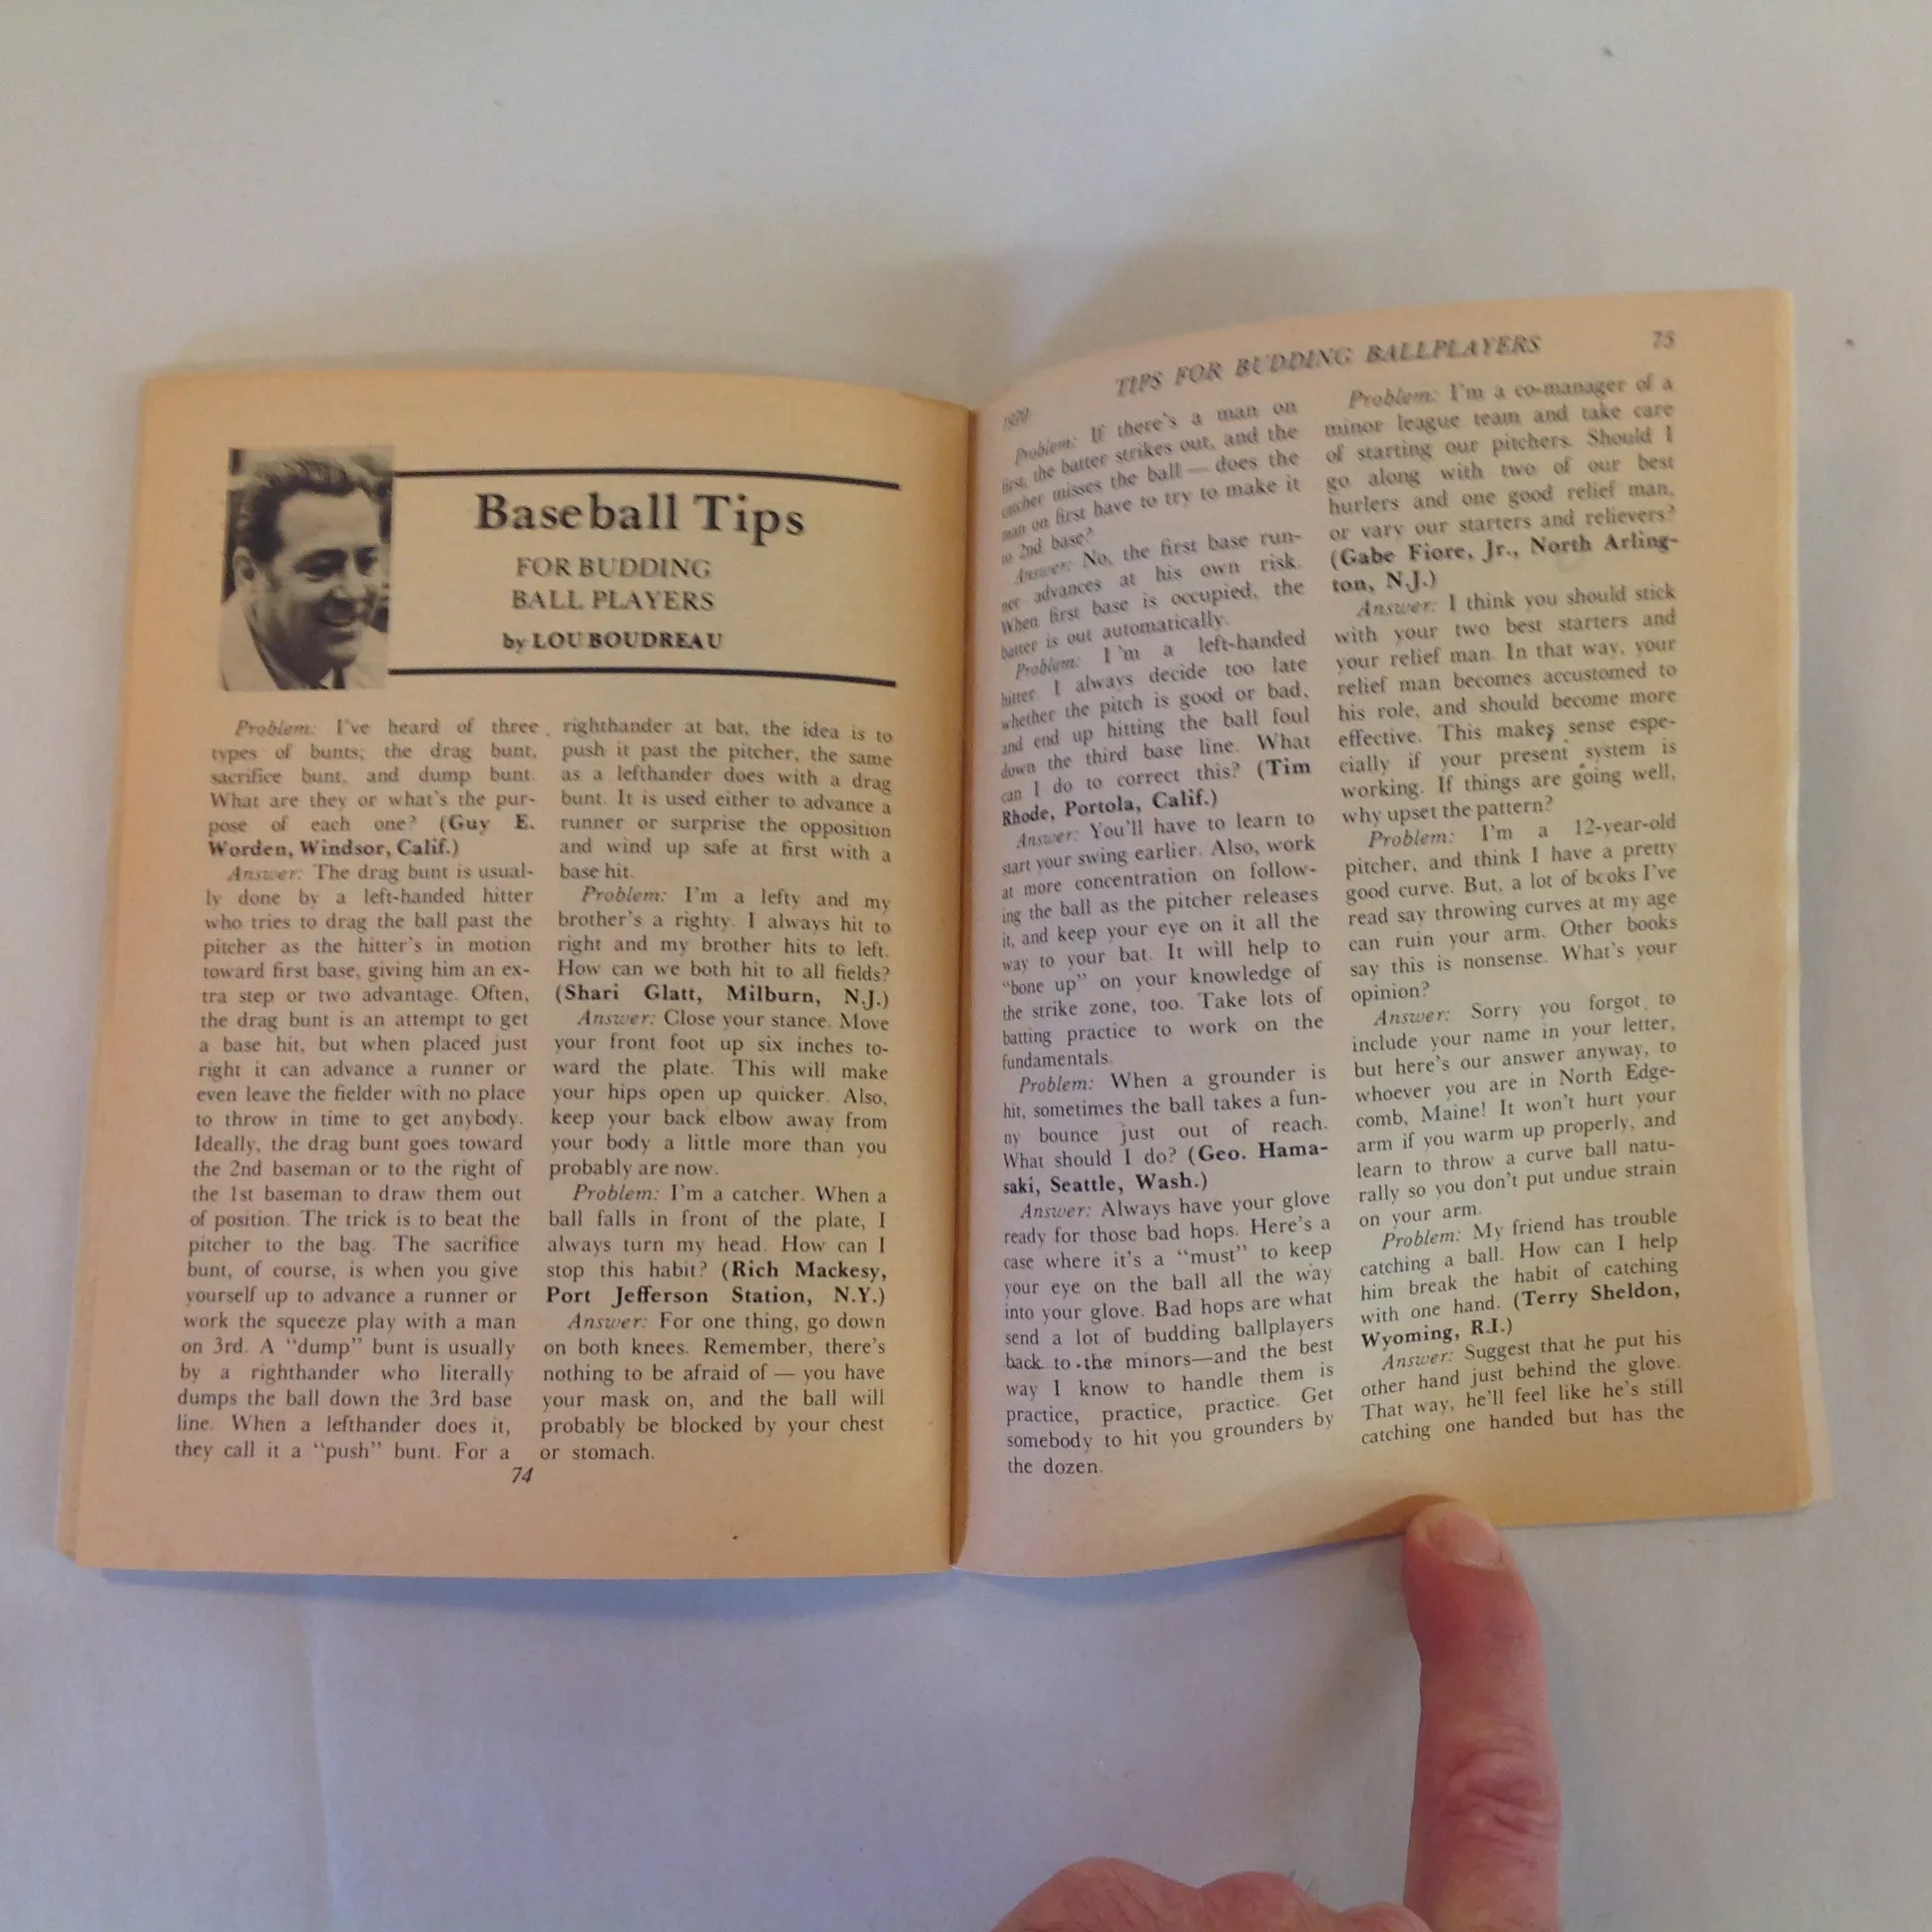 Baseball Tips
FOR BUDDING
BALL PLAYERS
by LOU BOUDREAU
Problem: I've heard of three
types of bunts; the drag bunt,
sacrifice bunt, and dump bunt.
What are they or what's the pur-
pose of each one? (Guy E.
Worden, Windsor, Calif.)
Answer: The drag bunt is usual-
ly done by a left-handed hitter
who tries to drag the ball past the
pitcher as the hitter's in motion
toward first base, giving him an ex-
tra step or two advantage. Often,
the drag bunt is an attempt to get
a base hit, but when placed just
right it can advance a runner or
even leave the fielder with no place
to throw in time to get anybody.
Ideally, the drag bunt goes toward
the 2nd baseman or to the right of
the 1st baseman to draw them out
of position. The trick is to beat the
pitcher to the bag. The sacrifice
bunt, of course, is when you give
yourself up to advance a runner or
work the squeeze play with a man
on 3rd. A "dump" bunt is usually
by a righthander who literally
dumps the ball down the 3rd base
line. When a lefthander does it,
they call it a "push" bunt. For a
righthander at bat, the idea is to
push it past the pitcher, the same
as a lefthander does with a drag
bunt. It is used either to advance a
runner or surprise the opposition
and wind up safe at first with a
base hit.
Problem: I'm a lefty and my
brother's a righty. I always hit to
right and my brother hits to left.
How can we both hit to all fields?
(Shari Glatt, Milburn, N.J.)
Answer: Close your stance. Move
your front foot up six inches to-
ward the plate. This will make
your hips open up quicker. Also,
keep your back elbow away from
your body a little more than you
probably are now.
Problem: I'm a catcher. When a
ball falls in front of the plate, I
always turn my head. How can I
stop this habit? (Rich Mackesy,
Port Jefferson Station, N.Y.)
Answer: For one thing, go down
on both knees. Remember, there's
nothing to be afraid of — you have
your mask on, and the ball will
probably be blocked by your chest
or stomach.
74
1970
TIPS FOR BUDDING BALLPLAYERS
75
Problem: If there's a man on
first, the batter strikes out, and the
catcher misses the ball — does the
man on first have to try to make it
to 2nd base?
Answer: No, the first base run-
ner advances at his own risk.
When first base is occupied, the
batter is out automatically.
Problem: I'm a left-handed
hitter. I always decide too late
whether the pitch is good or bad,
and end up hitting the ball foul
down the third base line. What
can I do to correct this? (Tim
Rhode, Portola, Calif.)
Answer: You'll have to learn to
start your swing earlier. Also, work
at more concentration on follow-
ing the ball as the pitcher releases
it, and keep your eye on it all the
way to your bat. It will help to
"bone up" on your knowledge of
the strike zone, too. Take lots of
batting practice to work on the
fundamentals.
Problem: When a grounder is
hit, sometimes the ball takes a fun-
ny bounce just out of reach.
What should I do? (Geo. Hama-
saki, Seattle, Wash.)
Answer: Always have your glove
ready for those bad hops. Here's a
case where it's a "must" to keep
your eye on the ball all the way
into your glove. Bad hops are what
send a lot of budding ballplayers
back to the minors—and the best
way I know to handle them is
practice, practice, practice. Get
somebody to hit you grounders by
the dozen.
Problem: I'm a co-manager of a
minor league team and take care
of starting our pitchers. Should I
go along with two of our best
hurlers and one good relief man,
or vary our starters and relievers?
(Gabe Fiore, Jr., North Arling-
ton, N.J.)
Answer: I think you should stick
with your two best starters and
your relief man. In that way, your
relief man becomes accustomed to
his role, and should become more
effective. This makes sense espe-
cially if your present system is
working. If things are going well,
why upset the pattern?
Problem: I'm a 12-year-old
pitcher, and think I have a pretty
good curve. But, a lot of books I've
read say throwing curves at my age
can ruin your arm. Other books
say this is nonsense. What's your
opinion?
Answer: Sorry you forgot to
include your name in your letter,
but here's our answer anyway, to
whoever you are in North Edge-
comb, Maine! It won't hurt your
arm if you warm up properly, and
learn to throw a curve ball natu-
rally so you don't put undue strain
on your arm.
Problem: My friend has trouble
catching a ball. How can I help
him break the habit of catching
with one hand. (Terry Sheldon,
Wyoming, R.I.)
Answer: Suggest that he put his
other hand just behind the glove.
That way, he'll feel like he's still
catching one handed but has the